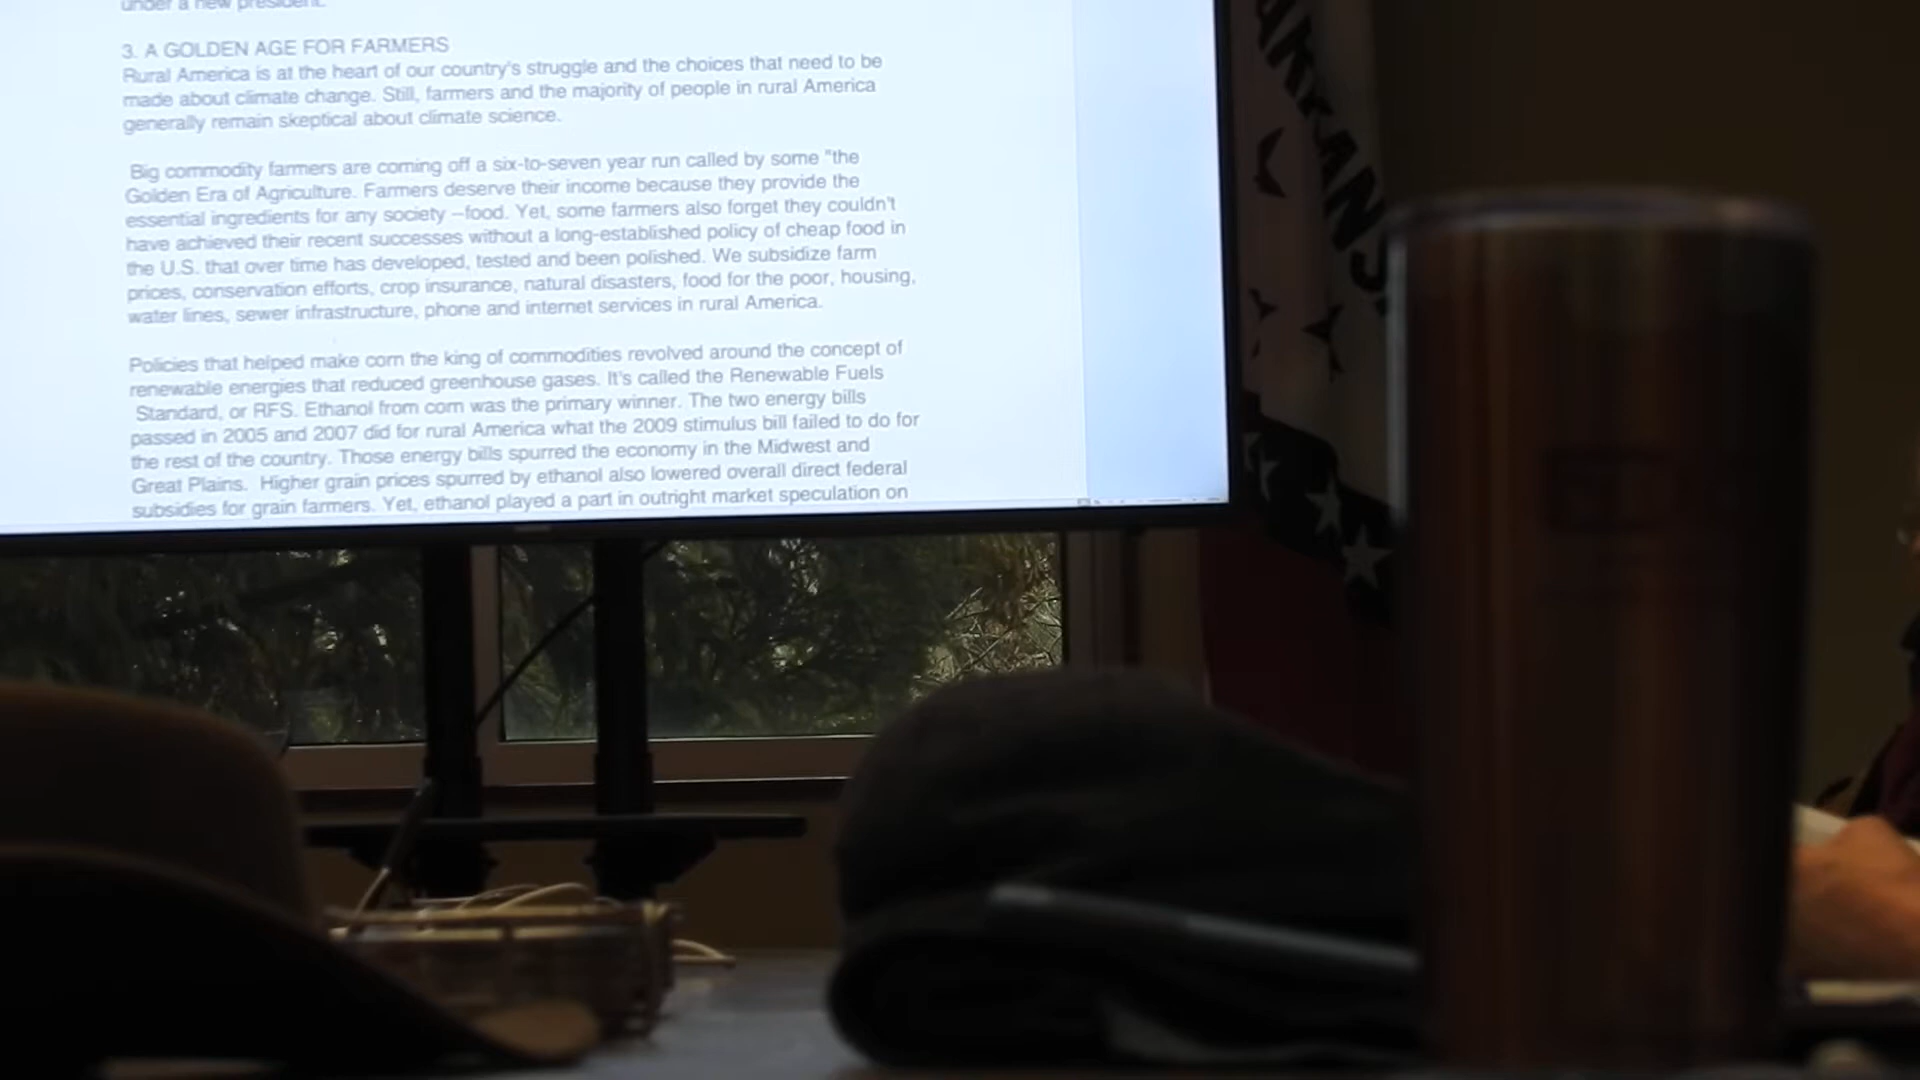 under a new president.
3. A GOLDEN AGE FOR FARMERS
Rural America is at the heart of our country's struggle and the choices that need to be
made about climate change. Still, farmers and the majority of people in rural America
generally remain skeptical about climate science.
Big commodity farmers are coming off a six-to-seven year run called by some "the
Golden Era of Agriculture. Farmers deserve their income because they provide the
essential ingredients for any society –food. Yet, some farmers also forget they couldn't
have achieved their recent successes without a long-established policy of cheap food in
the U.S. that over time has developed, tested and been polished. We subsidize farm
prices, conservation efforts, crop insurance, natural disasters, food for the poor, housing,
water lines, sewer infrastructure, phone and internet services in rural America.
Policies that helped make corn the king of commodities revolved around the concept of
renewable energies that reduced greenhouse gases. It's called the Renewable Fuels
Standard, or RFS. Ethanol from corn was the primary winner. The two energy bills
passed in 2005 and 2007 did for rural America what the 2009 stimulus bill failed to do for
the rest of the country. Those energy bills spurred the economy in the Midwest and
Great Plains. Higher grain prices spurred by ethanol also lowered overall direct federal
subsidies for grain farmers. Yet, ethanol played a part in outright market speculation on
ARKANS